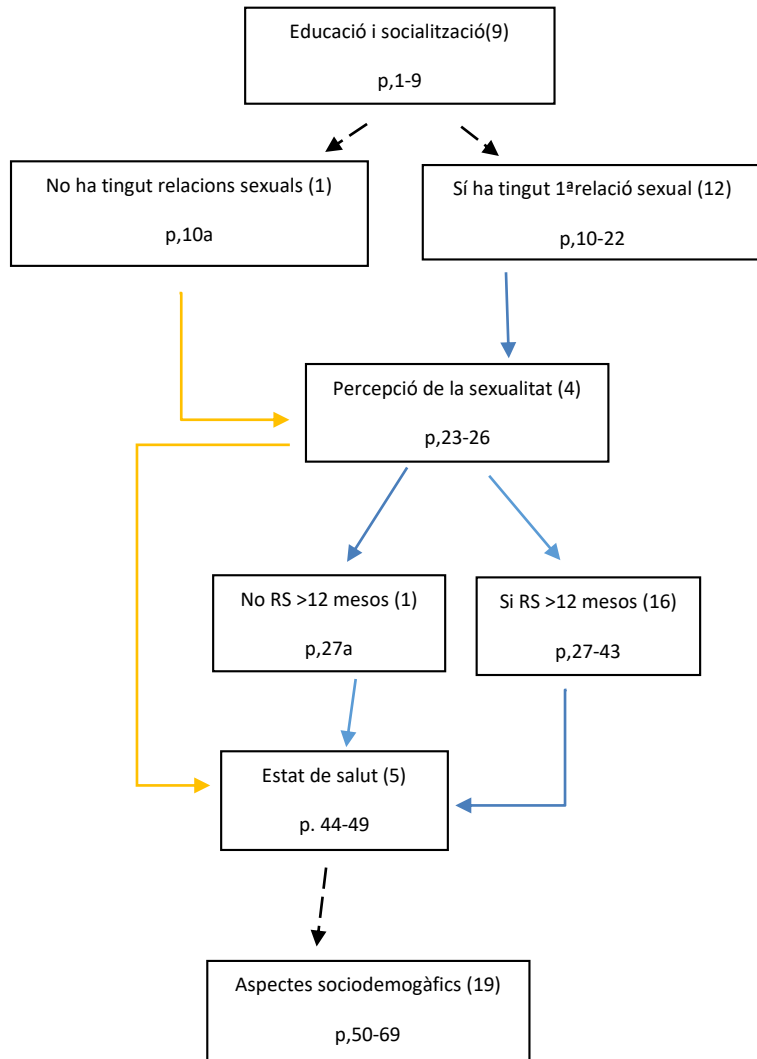 Educació i socialització(9)
p,1-9
No ha tingut relacions sexuals (1)
p,10a
Sí ha tingut 1ªrelació sexual (12)
p,10-22
Percepció de la sexualitat (4)
p,23-26
No RS >12 mesos (1)
p,27a
Si RS >12 mesos (16)
p,27-43
Estat de salut (5)
p. 44-49
Aspectes sociodemogàfics (19)
p,50-69